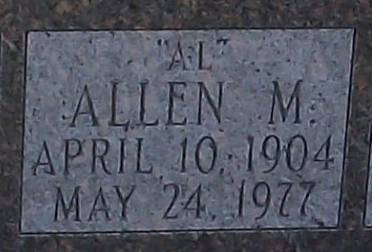 "AL"
ALLEN M.
APRIL 10, 1904
MAY 24, 1977